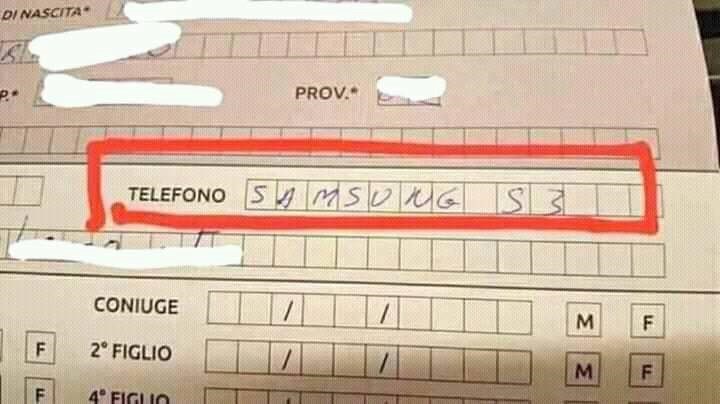 DI NASCITA*
P.* PROV.*
TELEFONO SAMSUNG S3
CONIUGE / / M F
F 2° FIGLIO / / M F
F 4° FIGLIO